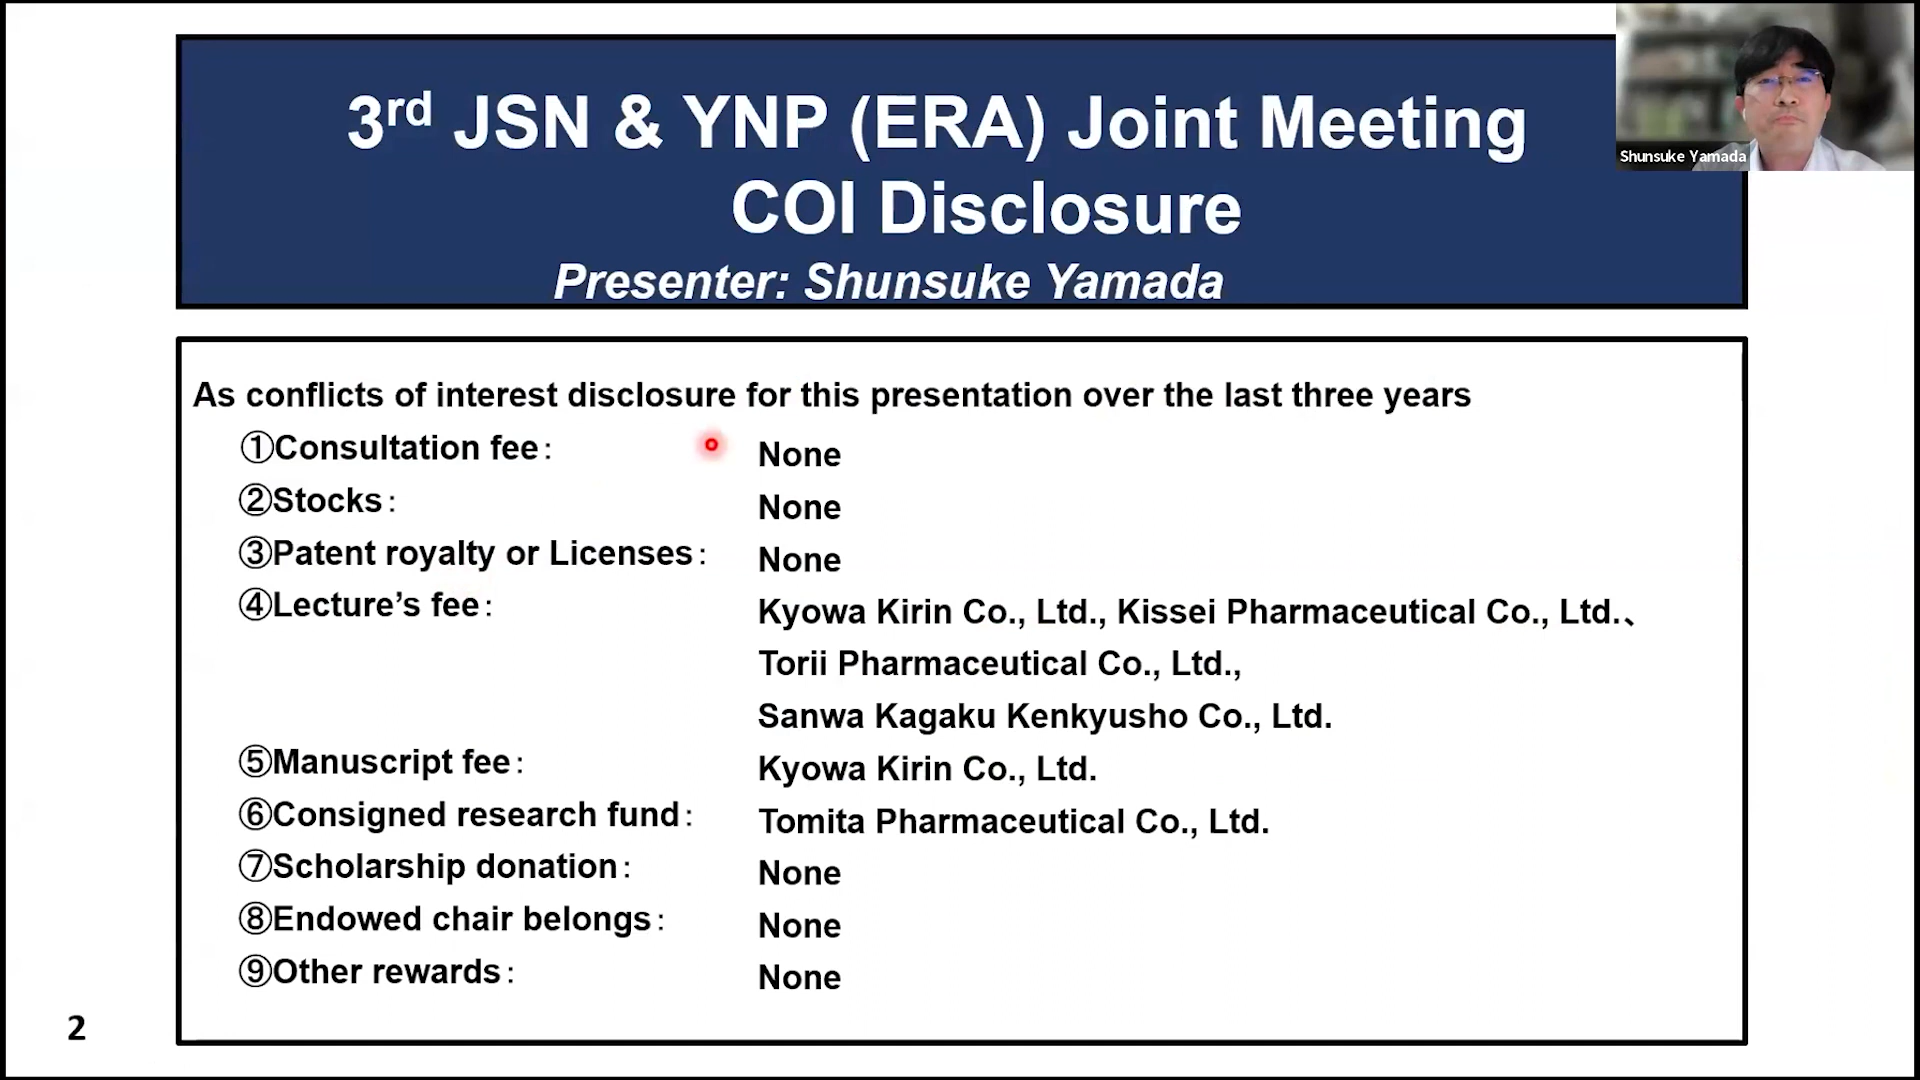 3rd JSN & YNP (ERA) Joint Meeting
COI Disclosure
Presenter: Shunsuke Yamada
Shunsuke Yamada
As conflicts of interest disclosure for this presentation over the last three years
①Consultation fee: None
②Stocks: None
③Patent royalty or Licenses: None
④Lecture’s fee: Kyowa Kirin Co., Ltd., Kissei Pharmaceutical Co., Ltd.、
Torii Pharmaceutical Co., Ltd.,
Sanwa Kagaku Kenkyusho Co., Ltd.
⑤Manuscript fee: Kyowa Kirin Co., Ltd.
⑥Consigned research fund: Tomita Pharmaceutical Co., Ltd.
⑦Scholarship donation: None
⑧Endowed chair belongs: None
⑨Other rewards: None
2